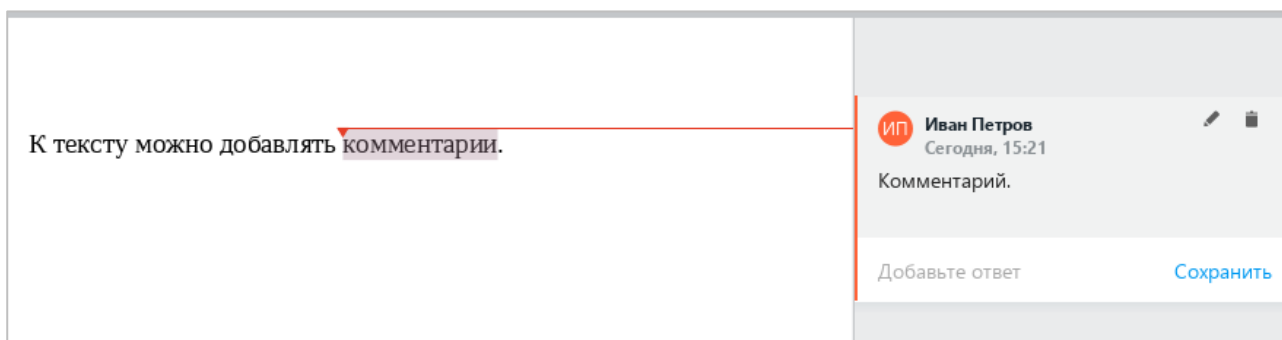 К тексту можно добавлять комментарии.
ИП
Иван Петров
Сегодня, 15:21
Комментарий.
Добавьте ответ
Сохранить